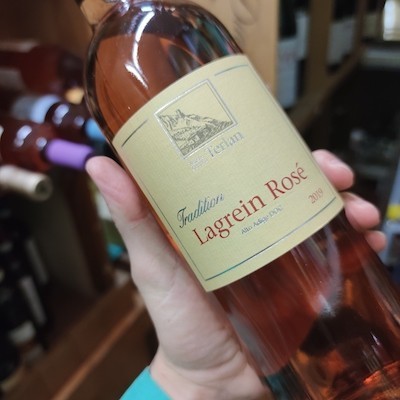 terlan
Tradition
Lagrein Rosé
Alto Adige DOC
2019